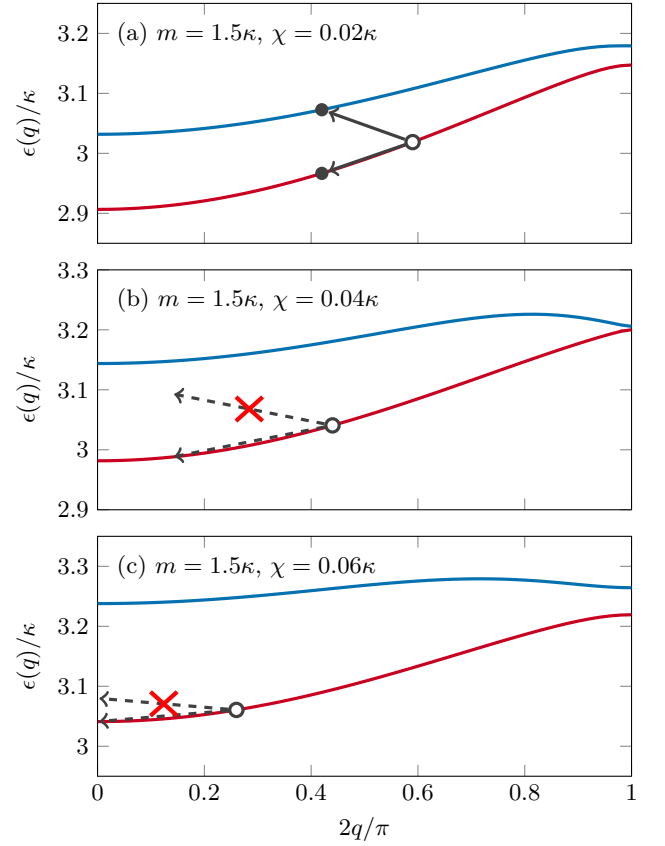 (a) m = 1.5κ, χ = 0.02κ
3.2
3.1
3
2.9
ϵ(q)/κ
(b) m = 1.5κ, χ = 0.04κ
3.3
3.2
3.1
3
2.9
ϵ(q)/κ
(c) m = 1.5κ, χ = 0.06κ
3.3
3.2
3.1
3
ϵ(q)/κ
0 0.2 0.4 0.6 0.8 1
2q/π